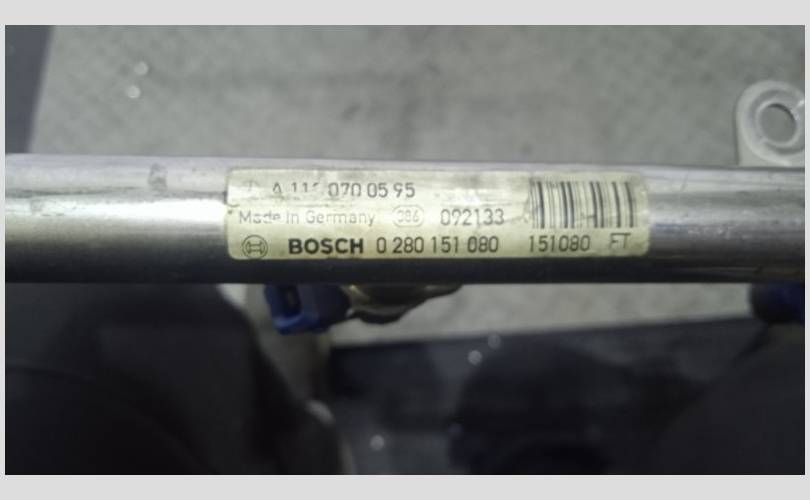 A 070 05 95
Made in Germany 386 092133
BOSCH 0 280 151 080 151080 FT